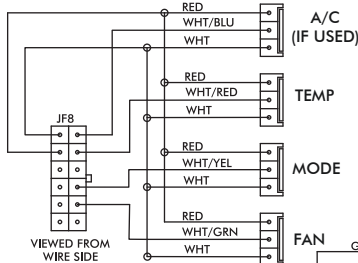 RED
WHT/BLU
WHT
A/C
(IF USED)
RED
WHT/RED
WHT
TEMP
JF8
RED
WHT/YEL
WHT
MODE
RED
WHT/GRN
WHT
FAN
G
VIEWED FROM
WIRE SIDE